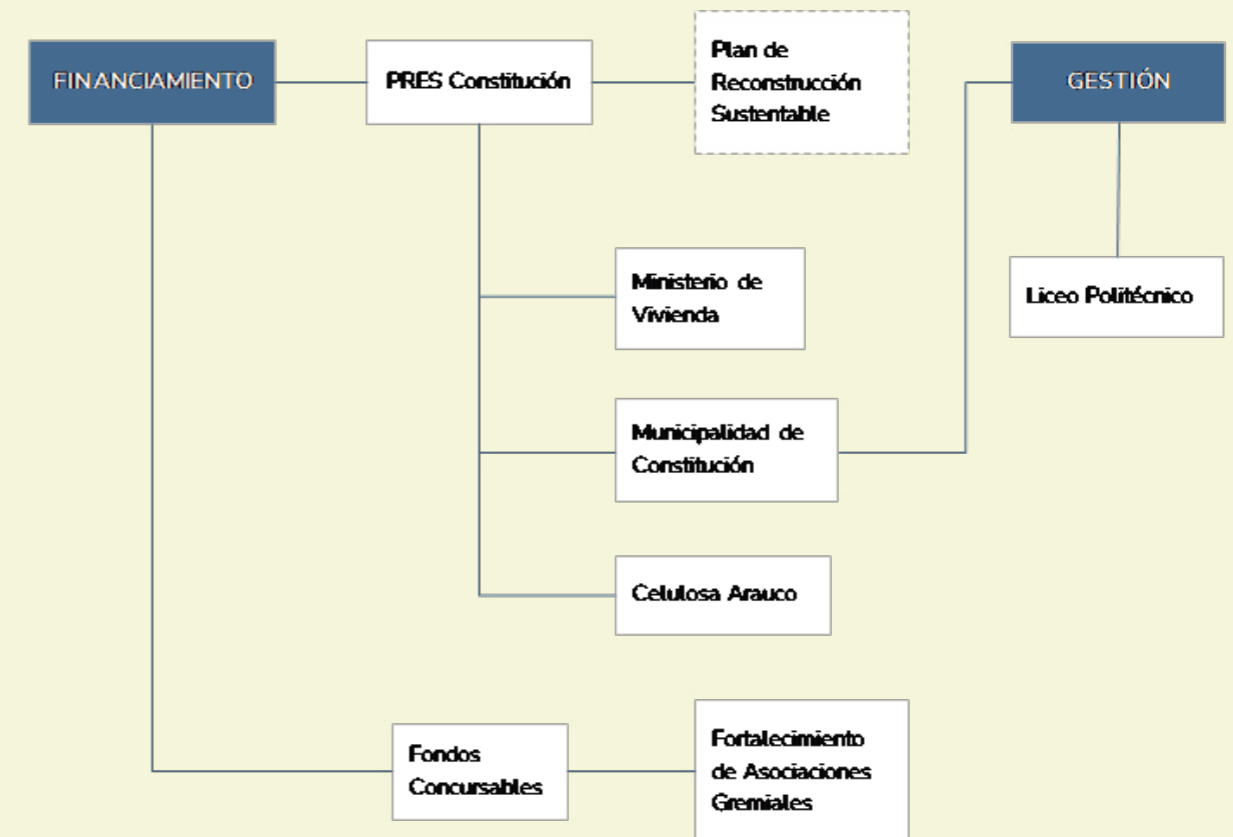 FINANCIAMIENTO
PRES Constitución
Plan de
Reconstrucción
Sustentable
GESTIÓN
Ministerio de
Vivienda
Liceo Politécnico
Municipalidad de
Constitución
Celulosa Arauco
Fondos
Concursables
Fortalecimiento
de Asociaciones
Gremiales